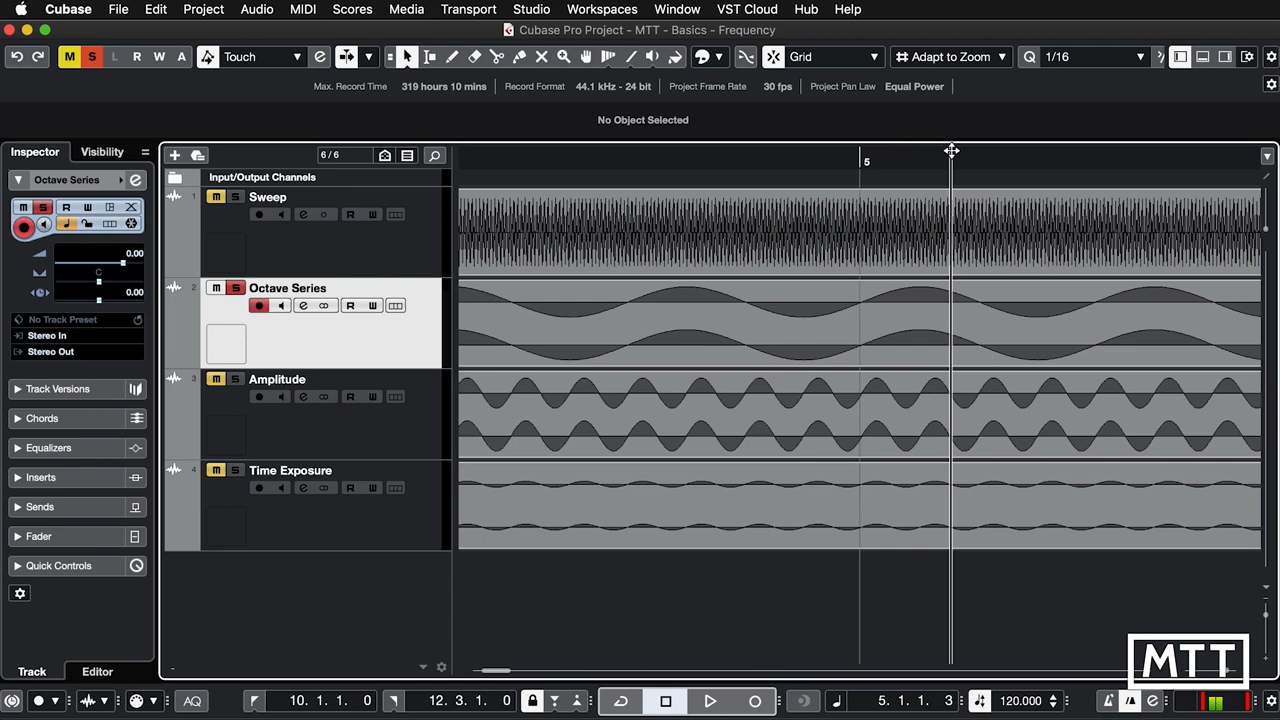 Cubase File Edit Project Audio MIDI Scores Media Transport Studio Workspaces Window VST Cloud Hub Help
Cubase Pro Project - MTT - Basics - Frequency
M S L R W A Touch Grid Adapt to Zoom Q 1/16
Max. Record Time 319 hours 10 mins Record Format 44.1 kHz - 24 bit Project Frame Rate 30 fps Project Pan Law Equal Power
No Object Selected
Inspector Visibility
6/6
5
Octave Series
M S R W
0.00
C
0.00
No Track Preset
Stereo In
Stereo Out
Track Versions
Chords
Equalizers
Inserts
Sends
Fader
Quick Controls
Track Editor
Input/Output Channels
1 M S Sweep
R W
2 M S Octave Series
R W
3 M S Amplitude
R W
4 M S Time Exposure
R W
MTT
AQ 10. 1. 1. 0 12. 3. 1. 0 5. 1. 1. 3 120.000